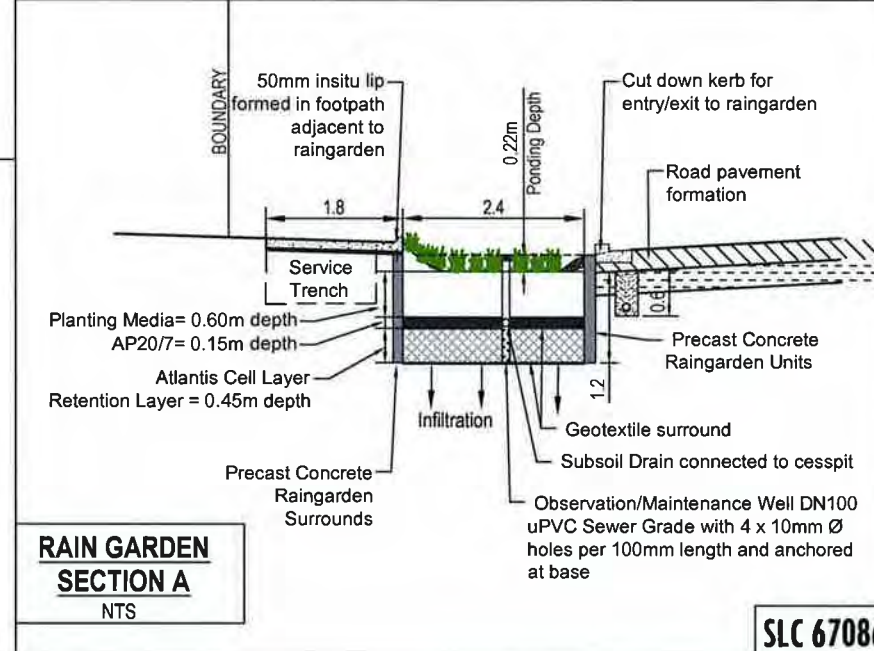 BOUNDARY
50mm insitu lip
formed in footpath
adjacent to
raingarden
0.22m
Ponding Depth
Cut down kerb for
entry/exit to raingarden
Road pavement
formation
1.8
2.4
Service
Trench
0.6
Planting Media= 0.60m depth
AP20/7= 0.15m depth
Atlantis Cell Layer
Retention Layer = 0.45m depth
Precast Concrete
Raingarden Units
1.2
Infiltration
Geotextile surround
Subsoil Drain connected to cesspit
Precast Concrete
Raingarden
Surrounds
Observation/Maintenance Well DN100
uPVC Sewer Grade with 4 x 10mm Ø
holes per 100mm length and anchored
at base
RAIN GARDEN
SECTION A
NTS
SLC 6708